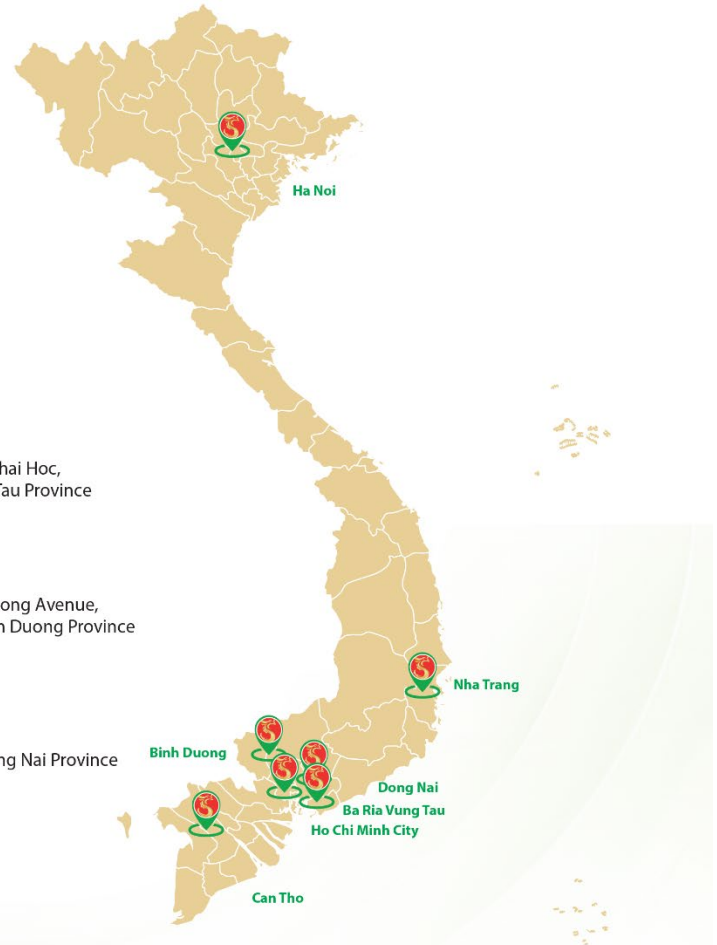 Ha Noi
hai Hoc,
Tau Province
ong Avenue,
h Duong Province
Nha Trang
Binh Duong
ng Nai Province
Dong Nai
Ba Ria Vung Tau
Ho Chi Minh City
Can Tho